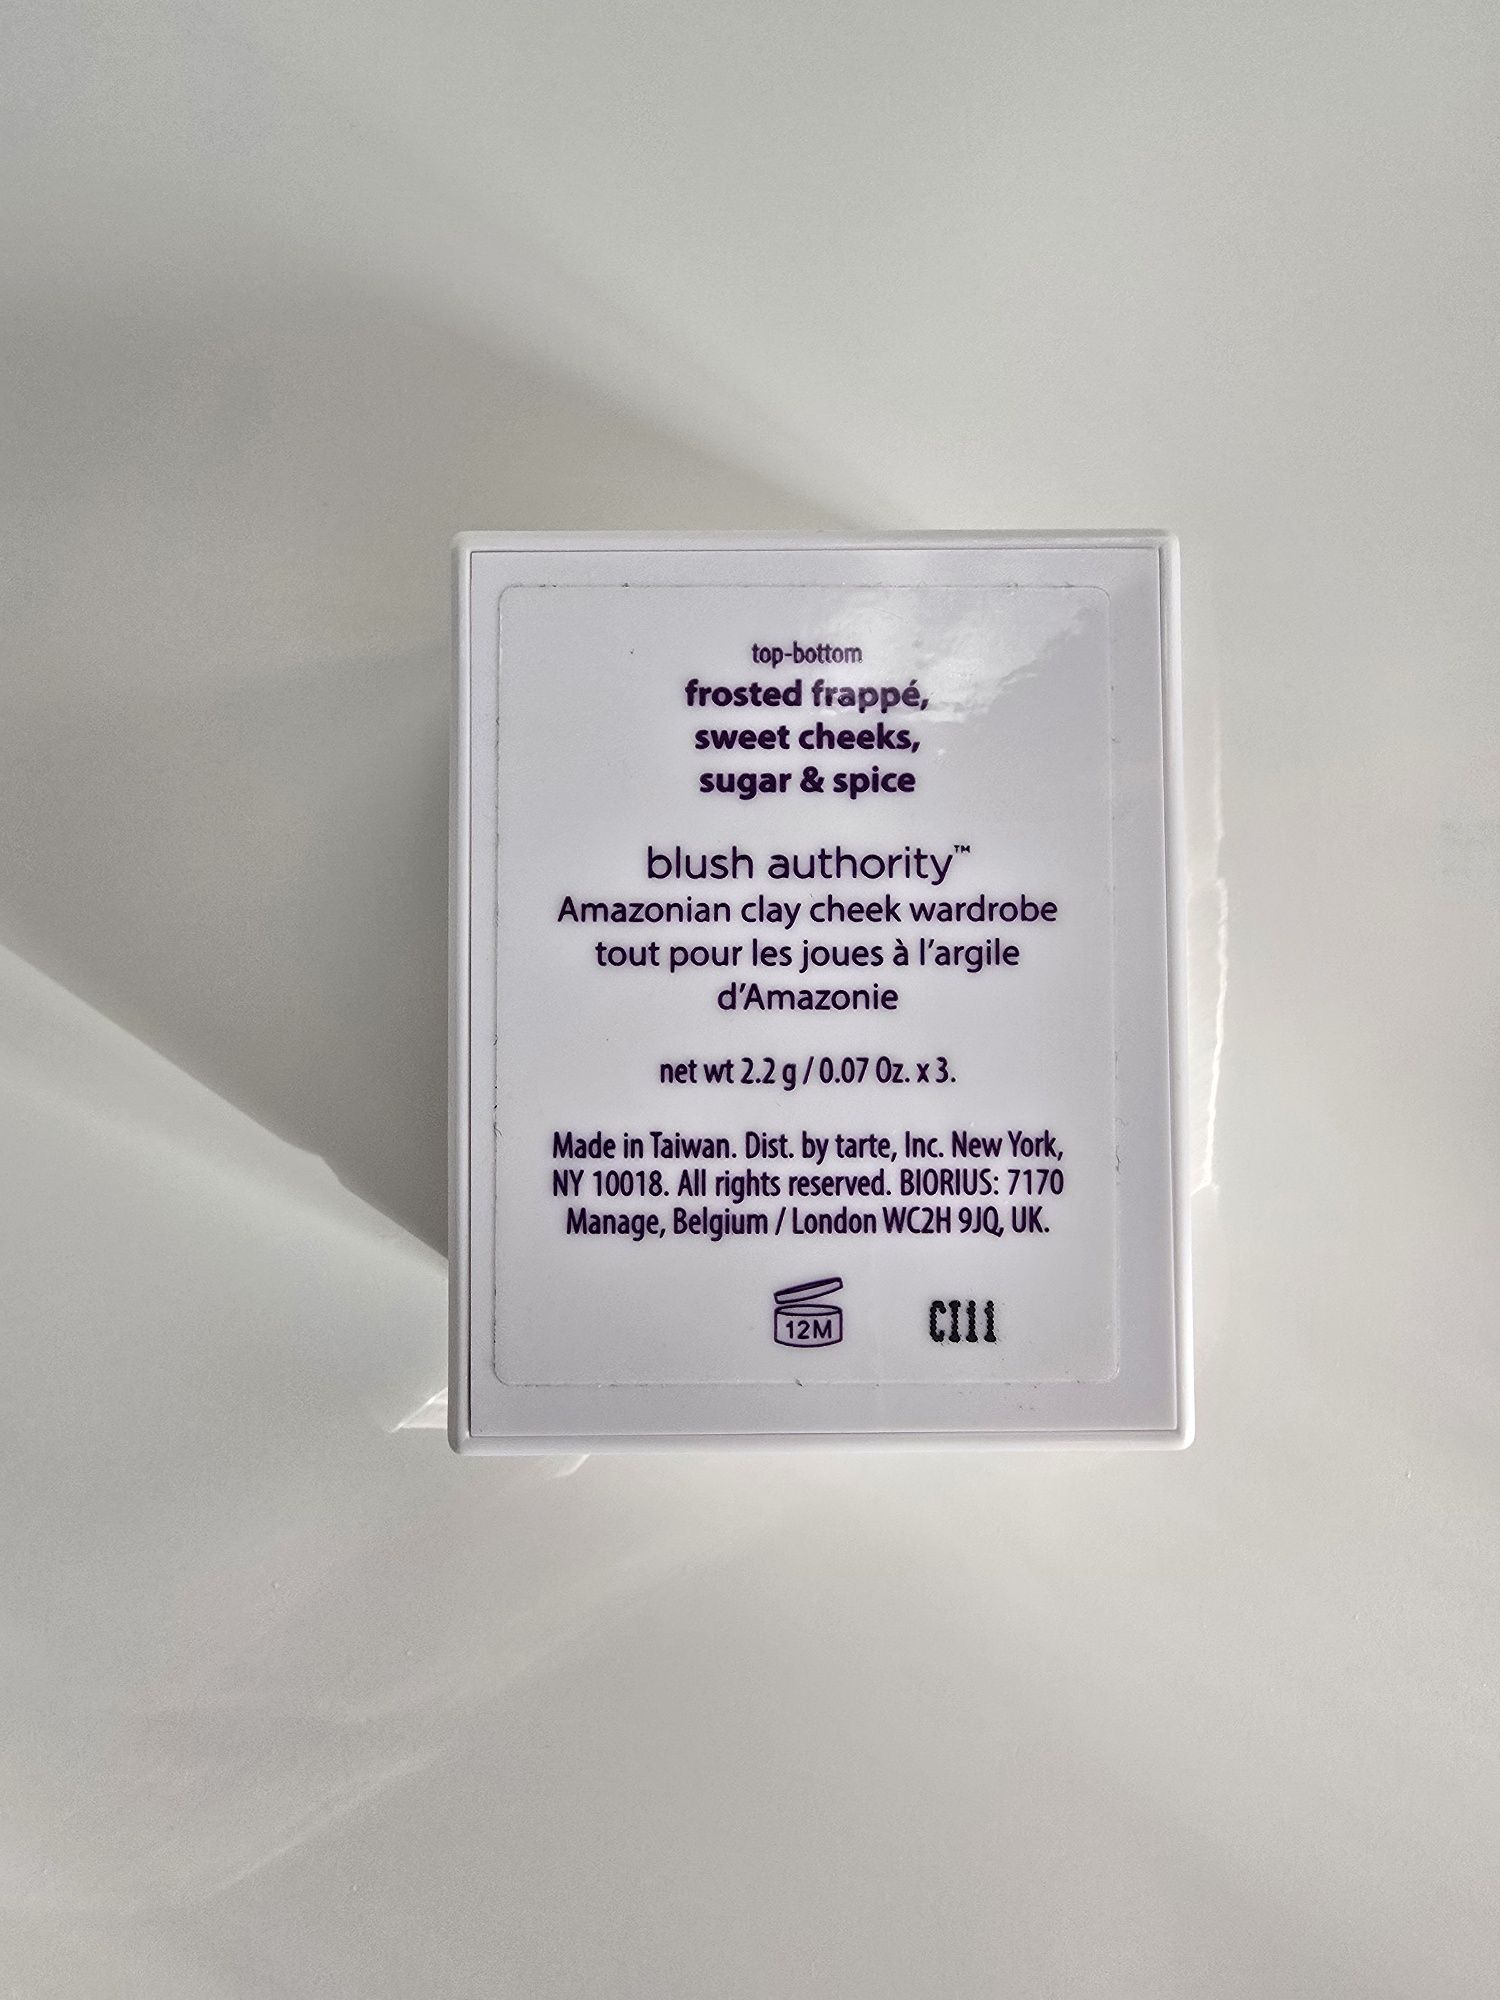 top-bottom
frosted frappé,
sweet cheeks,
sugar & spice
blush authority™
Amazonian clay cheek wardrobe
tout pour les joues à l'argile
d'Amazonie
net wt 2.2 g / 0.07 Oz. x 3.
Made in Taiwan. Dist. by tarte, Inc. New York,
NY 10018. All rights reserved. BIORIUS: 7170
Manage, Belgium / London WC2H 9JQ, UK.
12M CI11